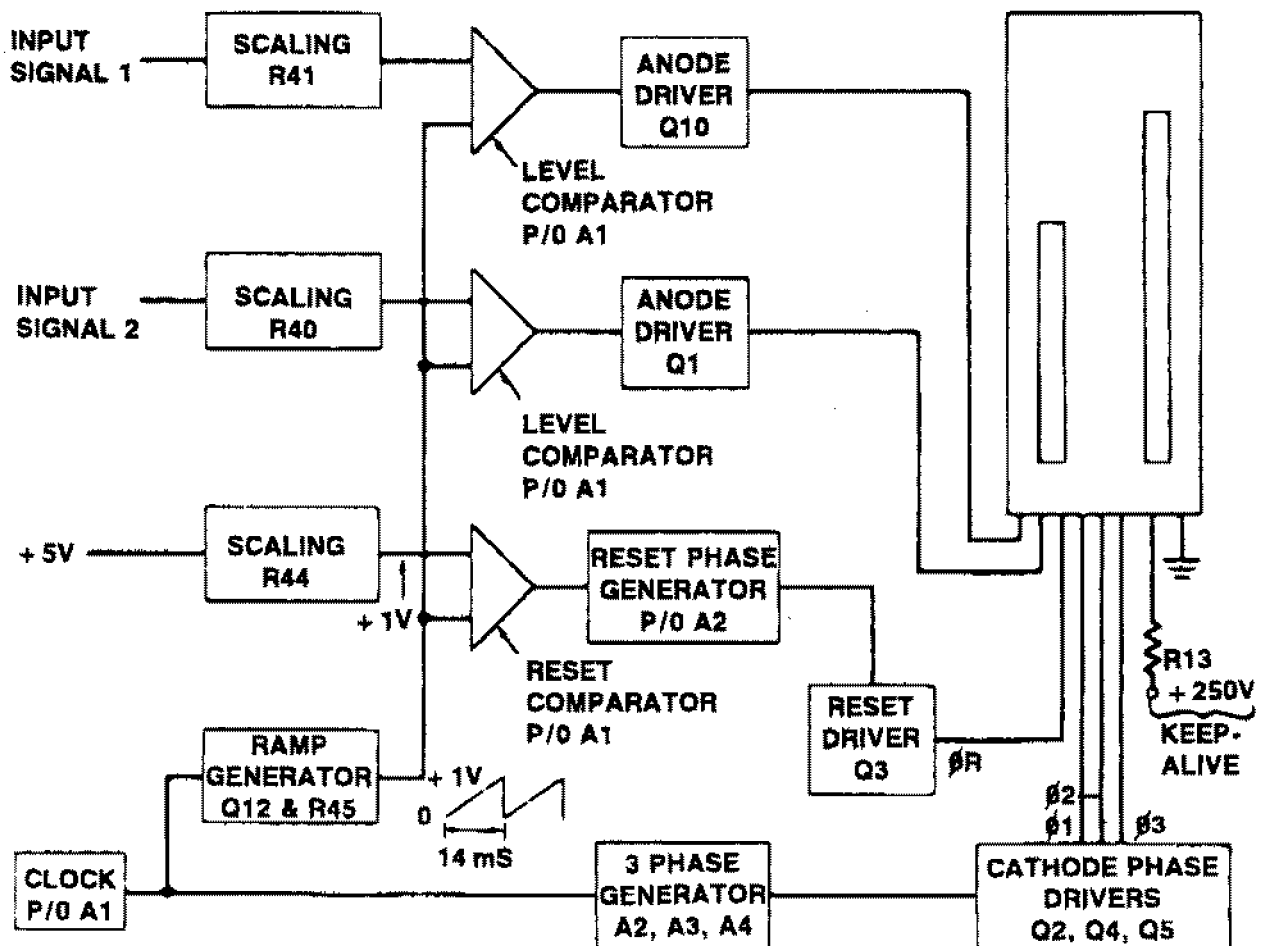 INPUT
SIGNAL 1
SCALING
R41
ANODE
DRIVER
Q10
LEVEL
COMPARATOR
P/0 A1
INPUT
SIGNAL 2
SCALING
R40
ANODE
DRIVER
Q1
LEVEL
COMPARATOR
P/0 A1
+ 5V
SCALING
R44
+ 1V
RESET PHASE
GENERATOR
P/0 A2
RESET
COMPARATOR
P/0 A1
RESET
DRIVER
Q3
ØR
R13
+ 250V
KEEP-
ALIVE
RAMP
GENERATOR
Q12 & R45
+ 1V
0
14 mS
Ø2
Ø1
Ø3
CLOCK
P/0 A1
3 PHASE
GENERATOR
A2, A3, A4
CATHODE PHASE
DRIVERS
Q2, Q4, Q5